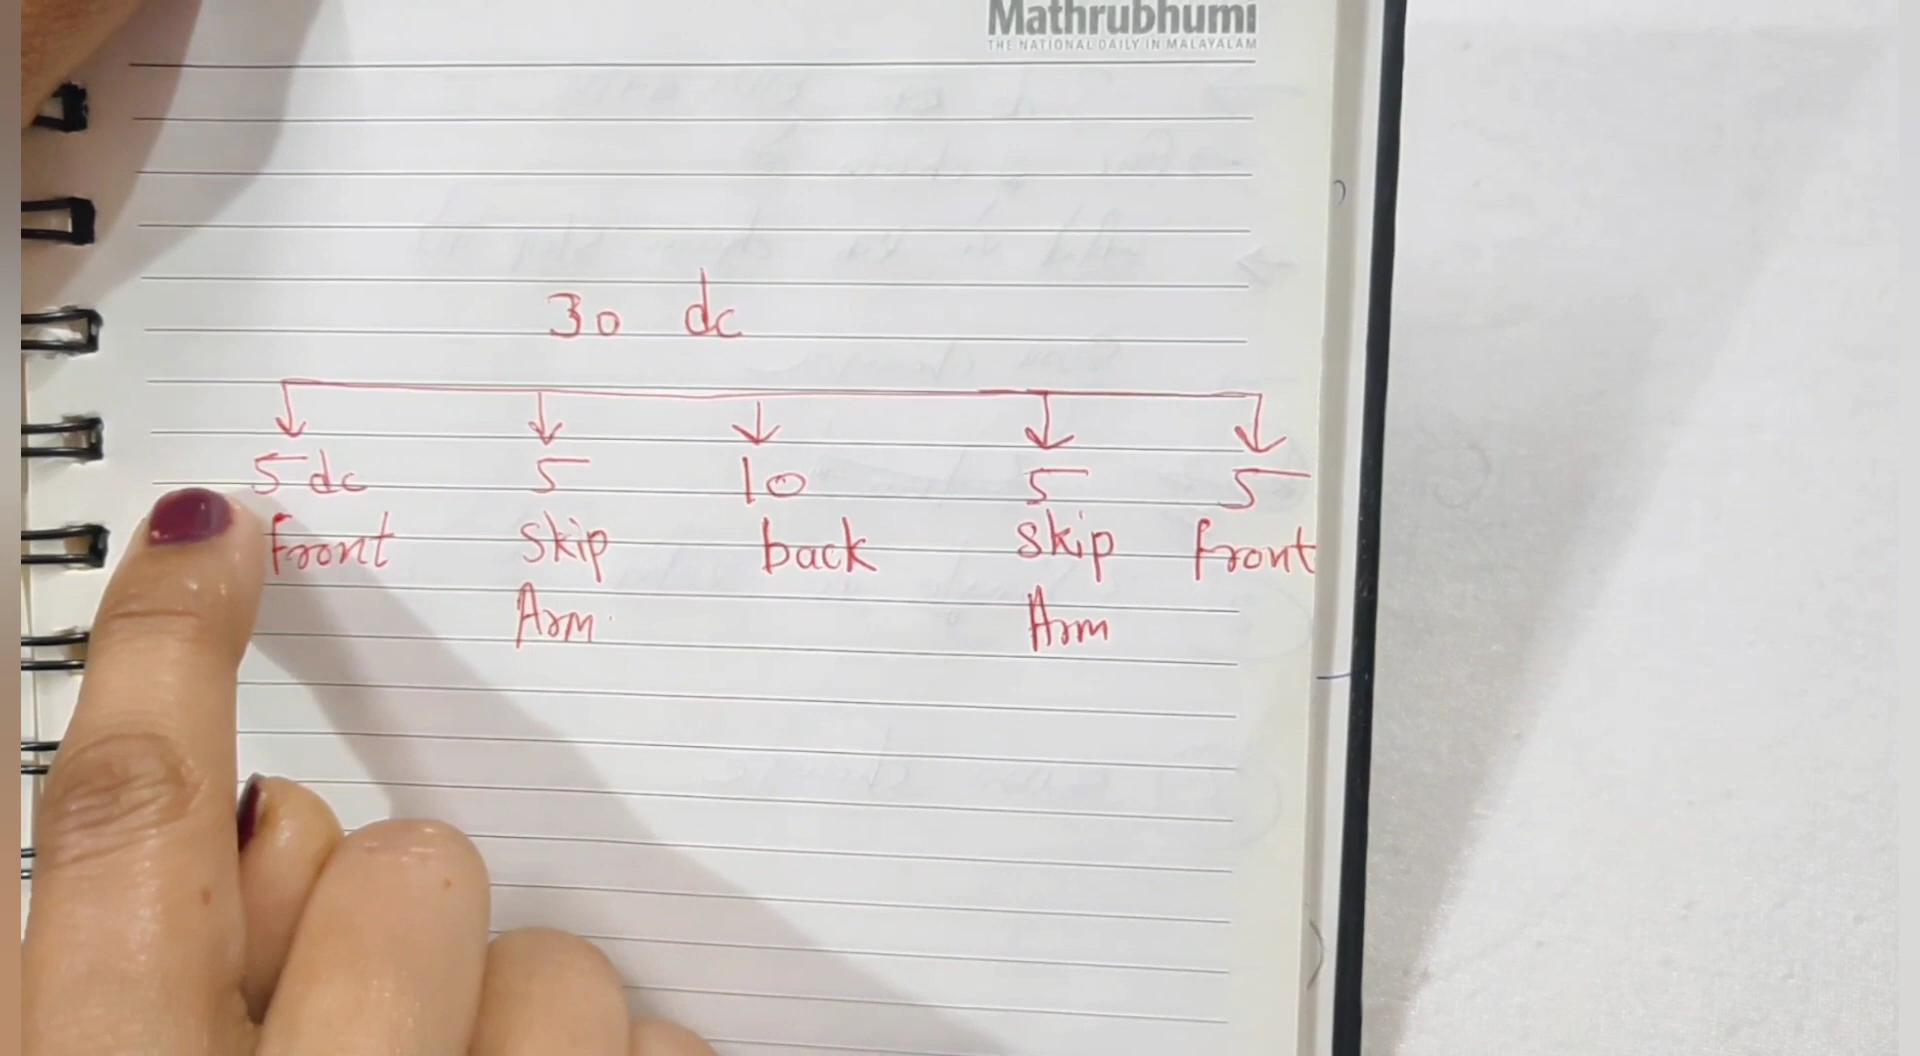 Mathrubhumi
THE NATIONAL DAILY IN MALAYALAM
30 dc
5 dc 5 10 5 5
front skip back skip front
Arm Arm